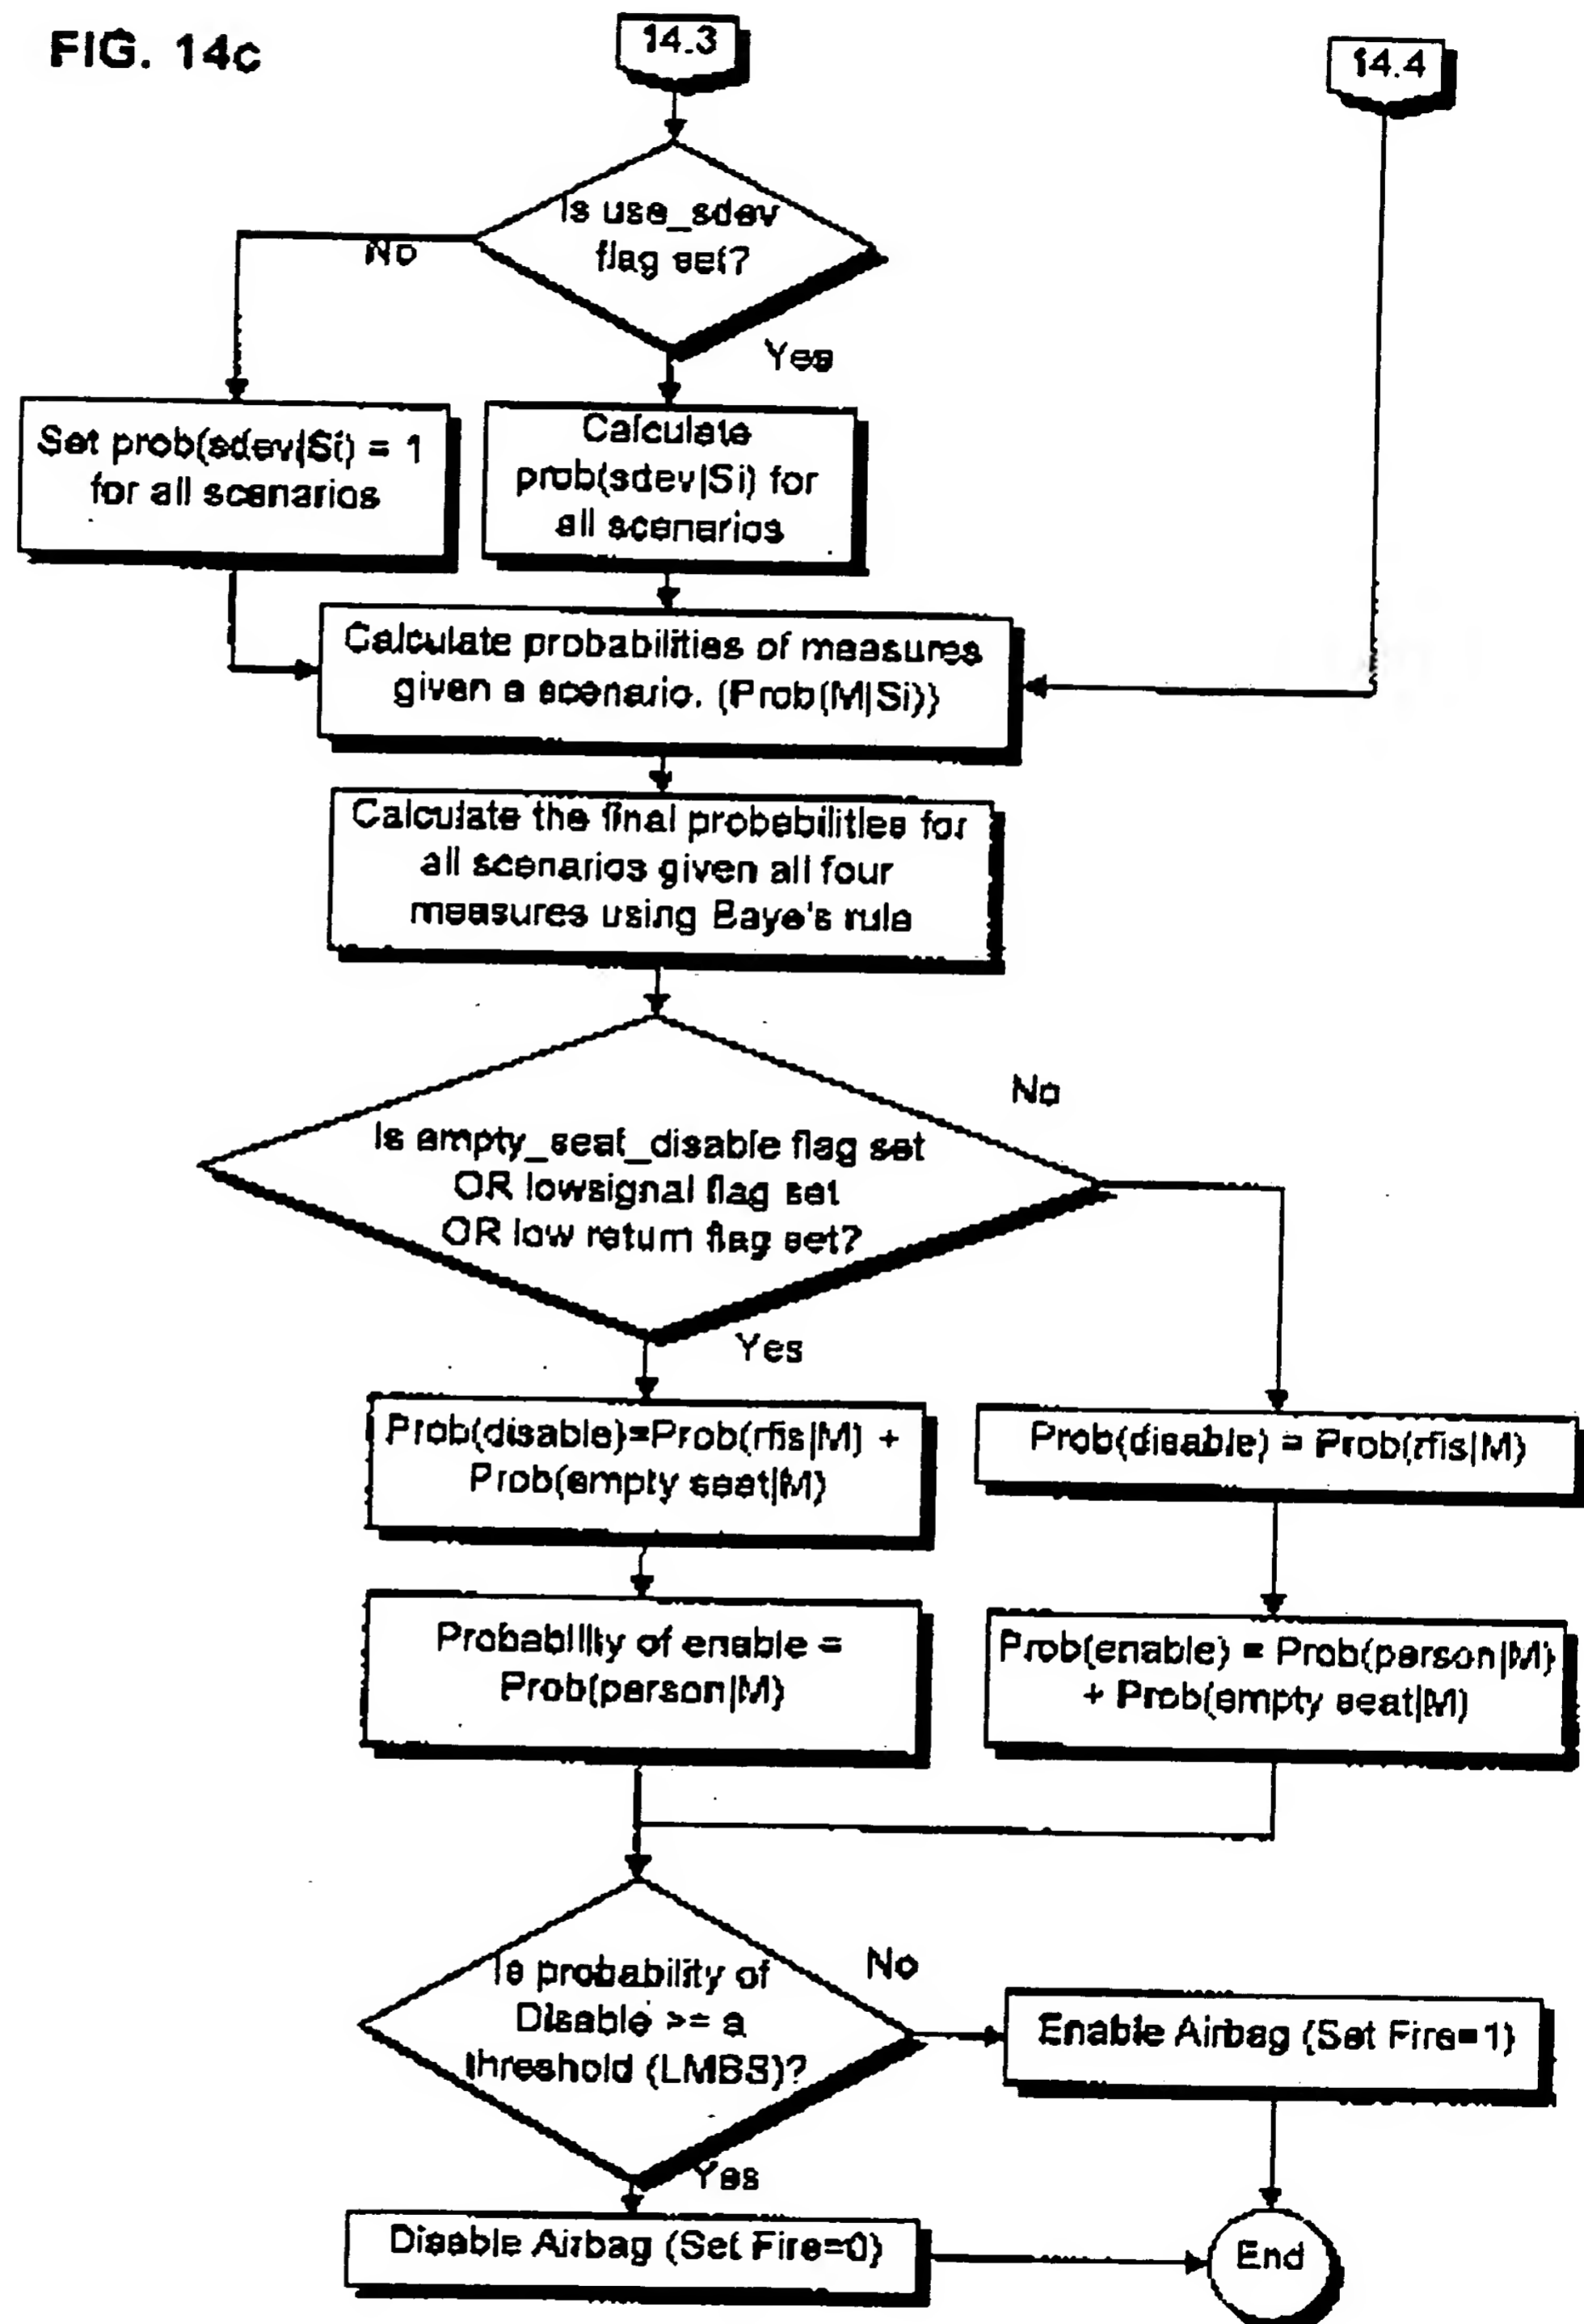 FIG. 14c
14.3
14.4
Is use_sdev
flag set?
No
Yes
Set prob(sdev|Si) = 1
for all scenarios
Calculate
prob(sdev|Si) for
all scenarios
Calculate probabilities of measures
given a scenario. (Prob(M|Si))
Calculate the final probabilities for
all scenarios given all four
measures using Baye's rule
No
Is empty_seat_disable flag set
OR lowsignal flag set
OR low return flag set?
Yes
Prob(disable)=Prob(rfis|M) +
Prob(empty seat|M)
Prob(disable) = Prob(rfis|M)
Probability of enable =
Prob(person|M)
Prob(enable) = Prob(person|M)
+ Prob(empty seat|M)
Is probability of
Disable >= a
threshold (LMBS)?
No
Enable Airbag (Set Fire=1)
Yes
Disable Airbag (Set Fire=0)
End